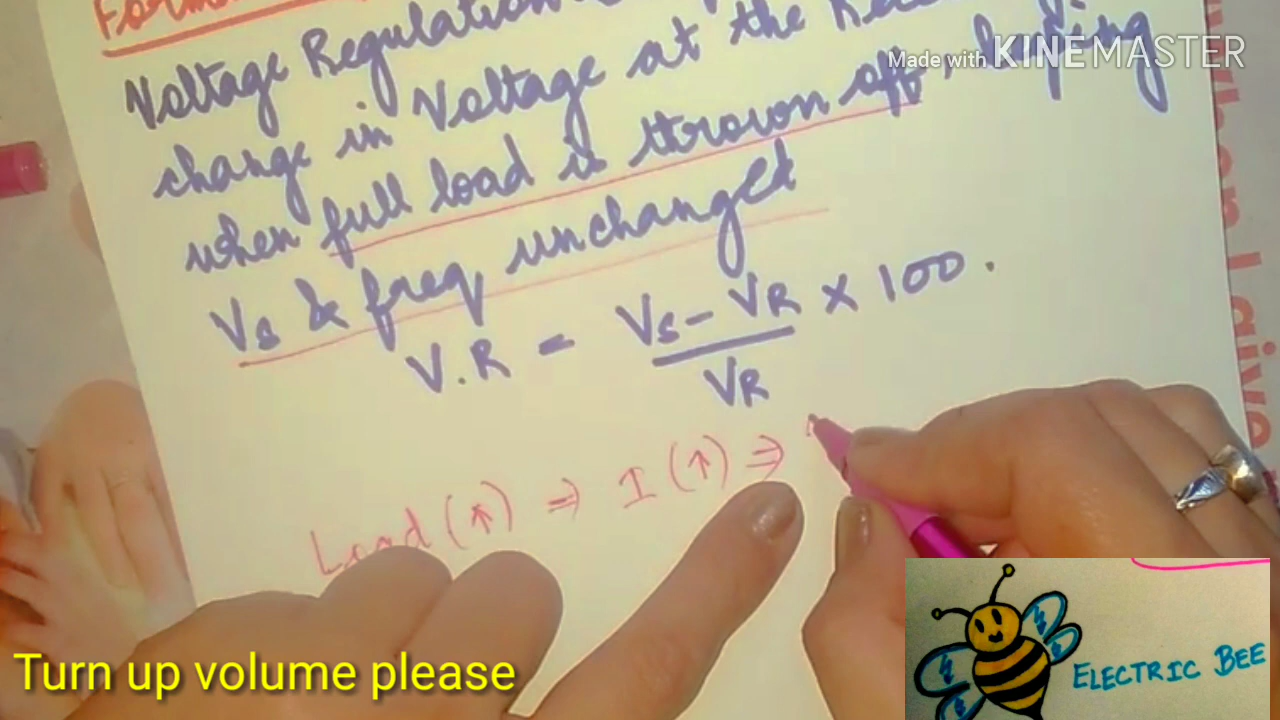 Made with KINEMASTER
Voltage Regulation
change in Voltage at the
when full load is thrown off, keeping
Vs & freq unchanged
V.R = Vs - VR / VR × 100.
Load (↑) ⇒ I (↑) ⇒
Turn up volume please
ELECTRIC BEE